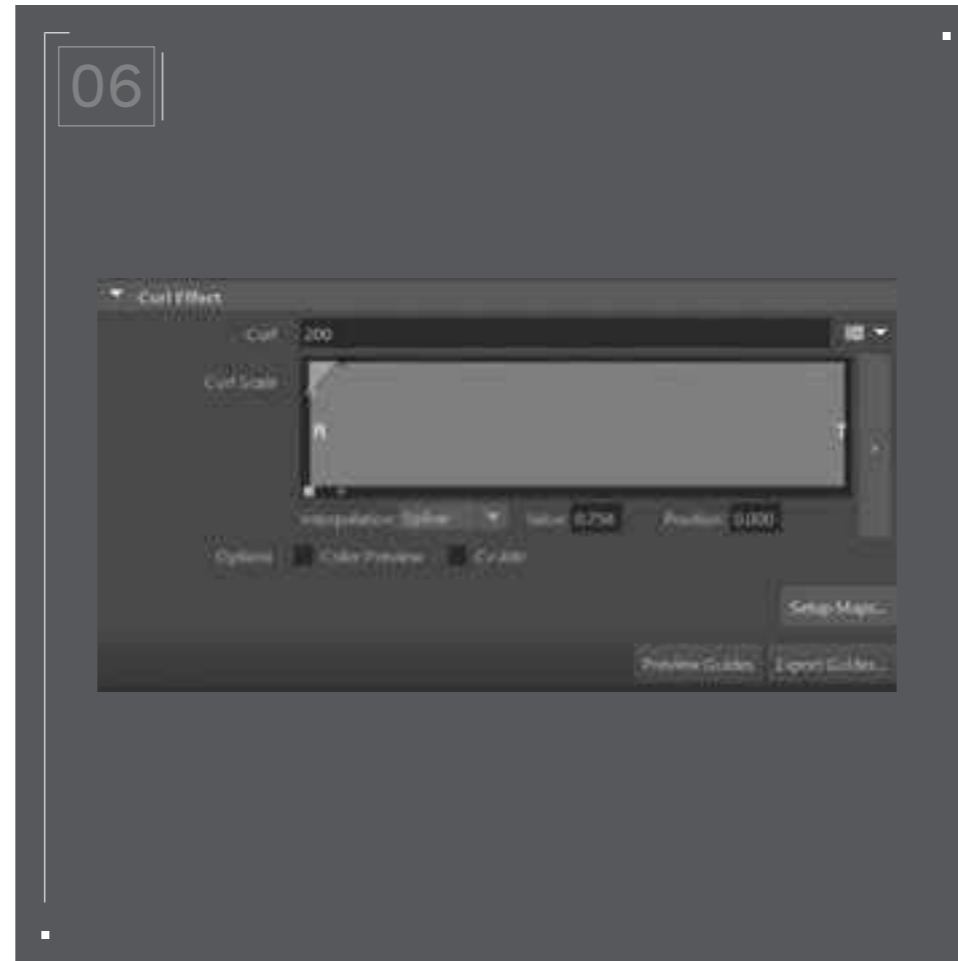 06
Curl Effect
Curl 200
Curl Scale
R T
Interpolation Spline Value 0.256 Position 0.000
Options Color Preview
Setup Maps...
Preview Guides Export Guides...